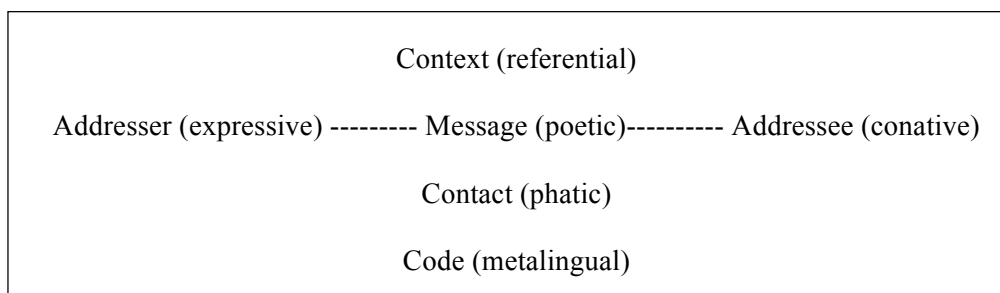 Context (referential)
Addresser (expressive) --------- Message (poetic)---------- Addressee (conative)
Contact (phatic)
Code (metalingual)